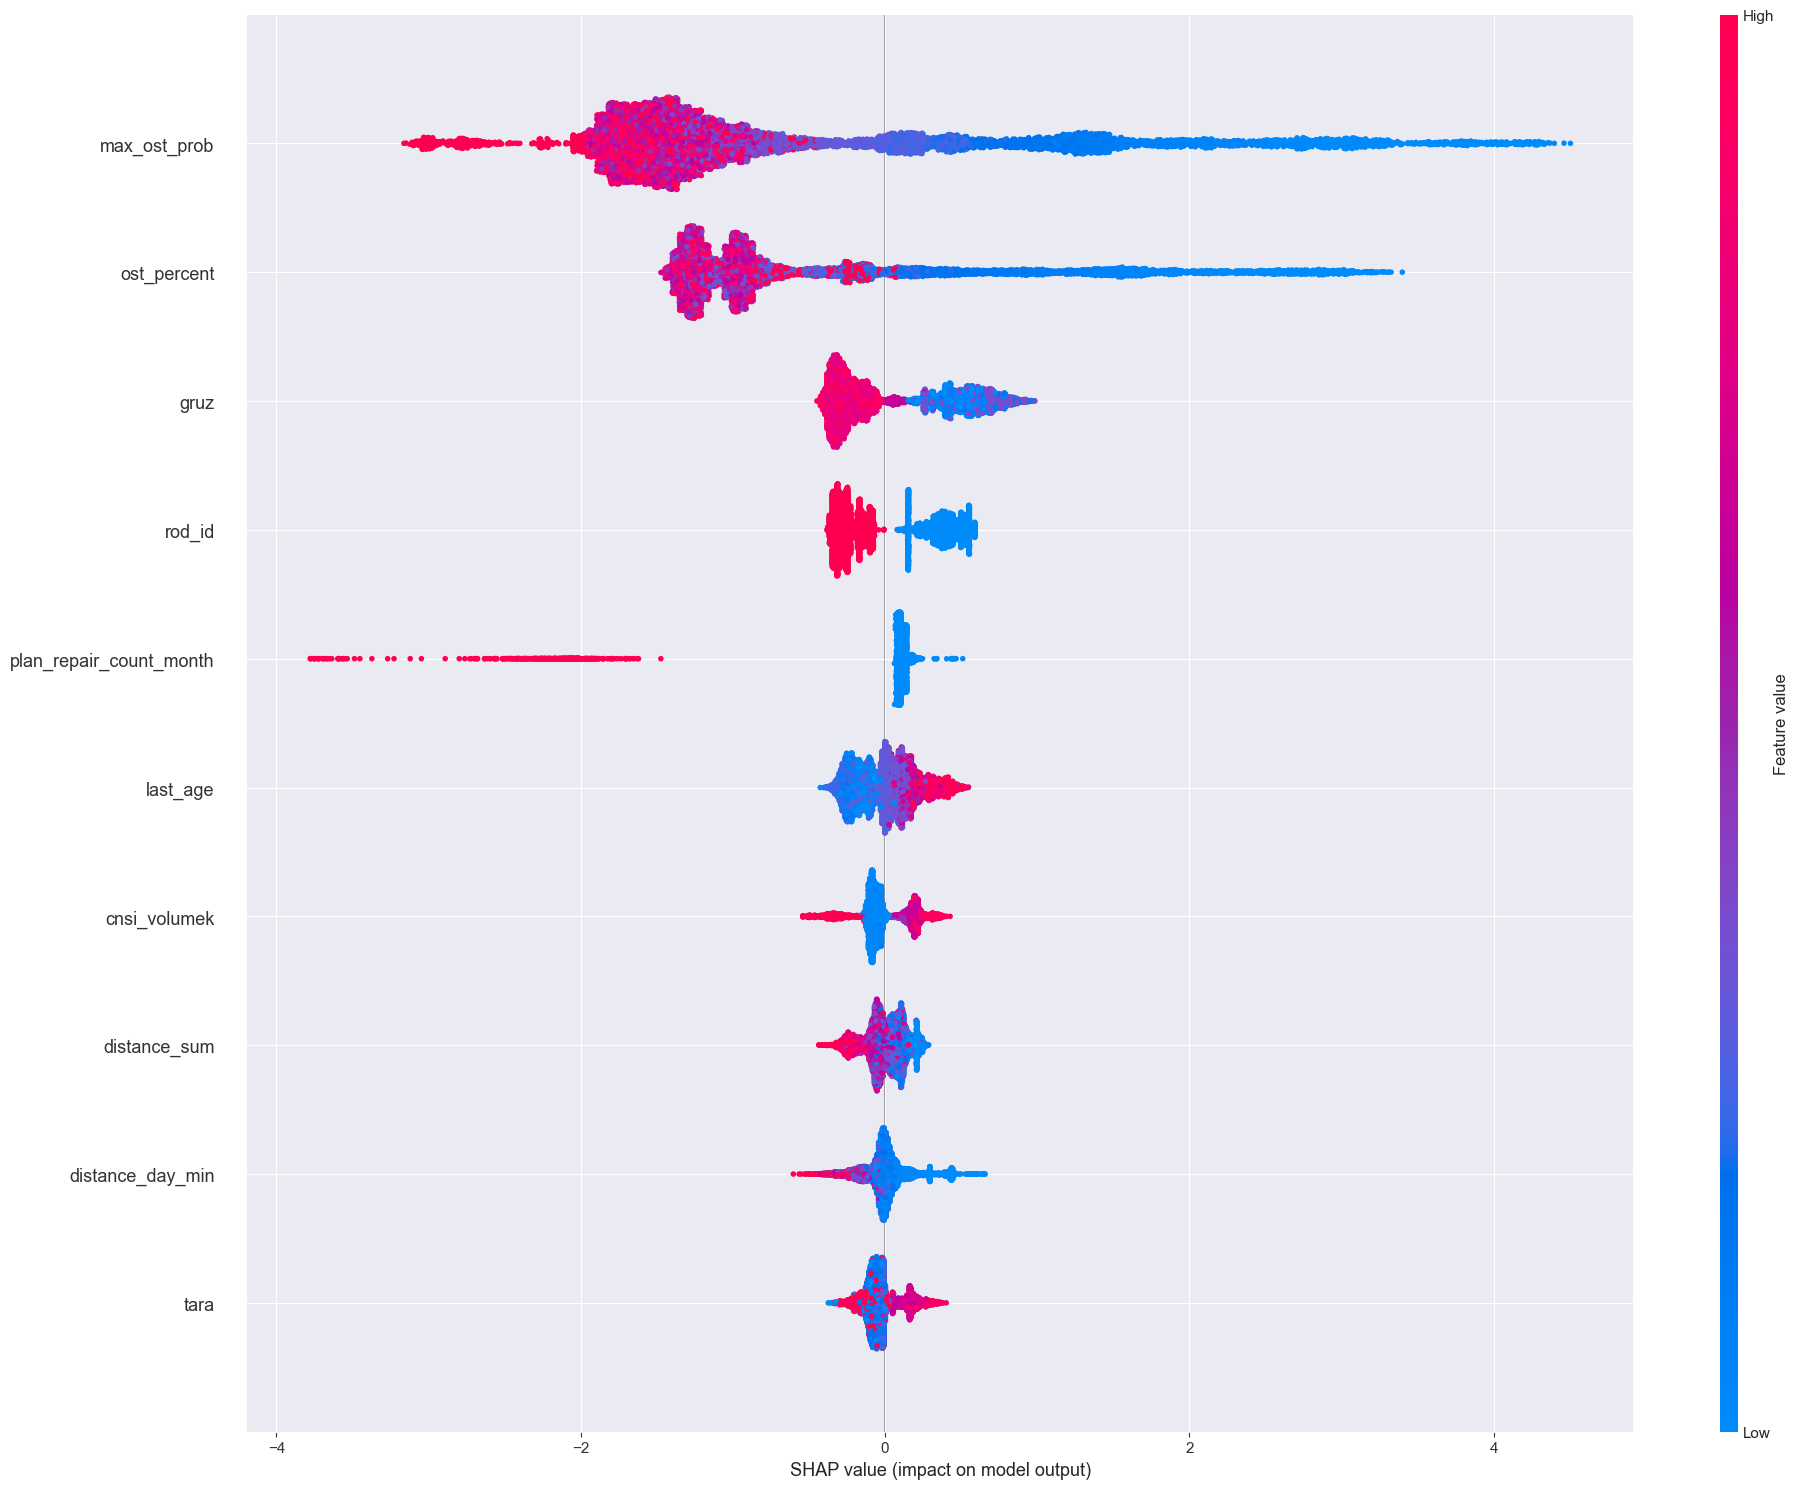 High
max_ost_prob
ost_percent
gruz
rod_id
plan_repair_count_month
last_age
cnsi_volumek
distance_sum
distance_day_min
tara
Feature value
Low
−4 −2 0 2 4
SHAP value (impact on model output)